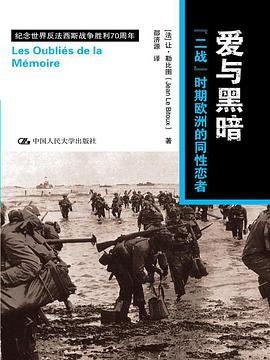 纪念世界反法西斯战争胜利70周年
Les Oubliés de la
Mémoire
〔法〕让·勒比图（Jean Le Bitoux）著
邵济源 译
爱与黑暗
“二战”时期欧洲的同性恋者
中国人民大学出版社